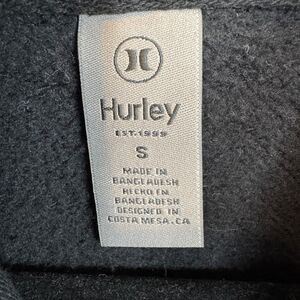 Hurley
EST.1999
S
MADE IN
BANGLADESH
HECHO EN
BANGLADESH
DESIGNED IN
COSTA MESA.CA